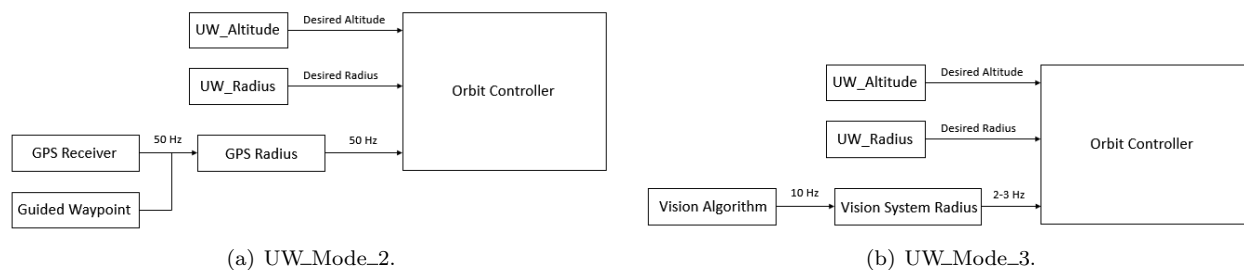 UW_Altitude
Desired Altitude
UW_Radius
Desired Radius
Orbit Controller
GPS Receiver
50 Hz
GPS Radius
50 Hz
Guided Waypoint
(a) UW_Mode_2.
UW_Altitude
Desired Altitude
UW_Radius
Desired Radius
Orbit Controller
Vision Algorithm
10 Hz
Vision System Radius
2-3 Hz
(b) UW_Mode_3.